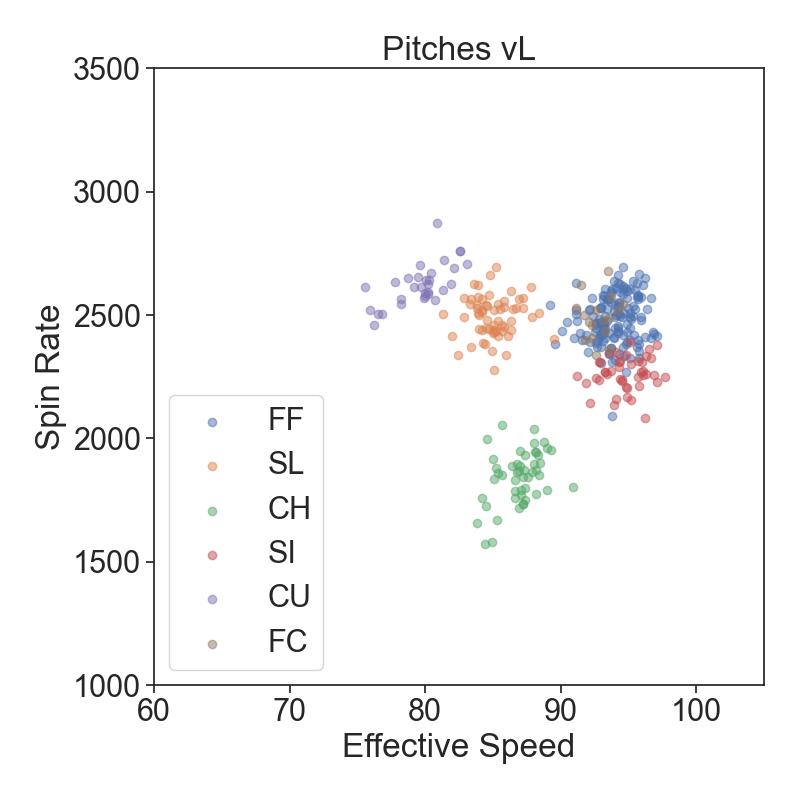 Pitches vL
3500
3000
2500
2000
1500
1000
Spin Rate
FF
SL
CH
SI
CU
FC
60 70 80 90 100
Effective Speed